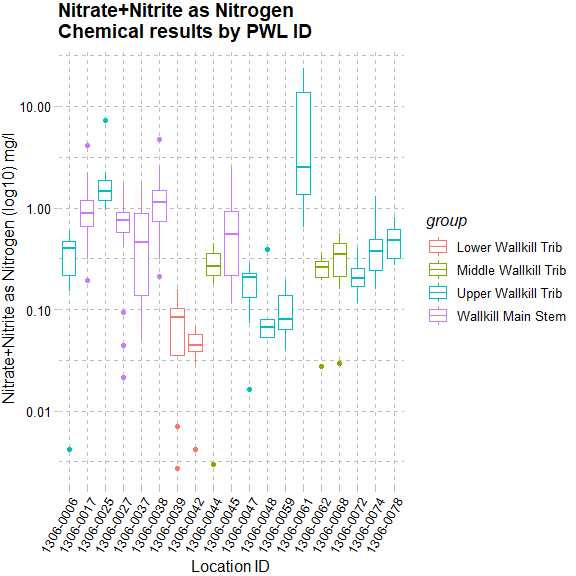 Nitrate+Nitrite as Nitrogen
Chemical results by PWL ID
Nitrate+Nitrite as Nitrogen (log10) mg/l
10.00
1.00
0.10
0.01
1306-0006
1306-0017
1306-0025
1306-0027
1306-0037
1306-0038
1306-0039
1306-0042
1306-0044
1306-0045
1306-0047
1306-0048
1306-0059
1306-0061
1306-0062
1306-0068
1306-0072
1306-0074
1306-0078
Location ID
group
Lower Wallkill Trib
Middle Wallkill Trib
Upper Wallkill Trib
Wallkill Main Stem